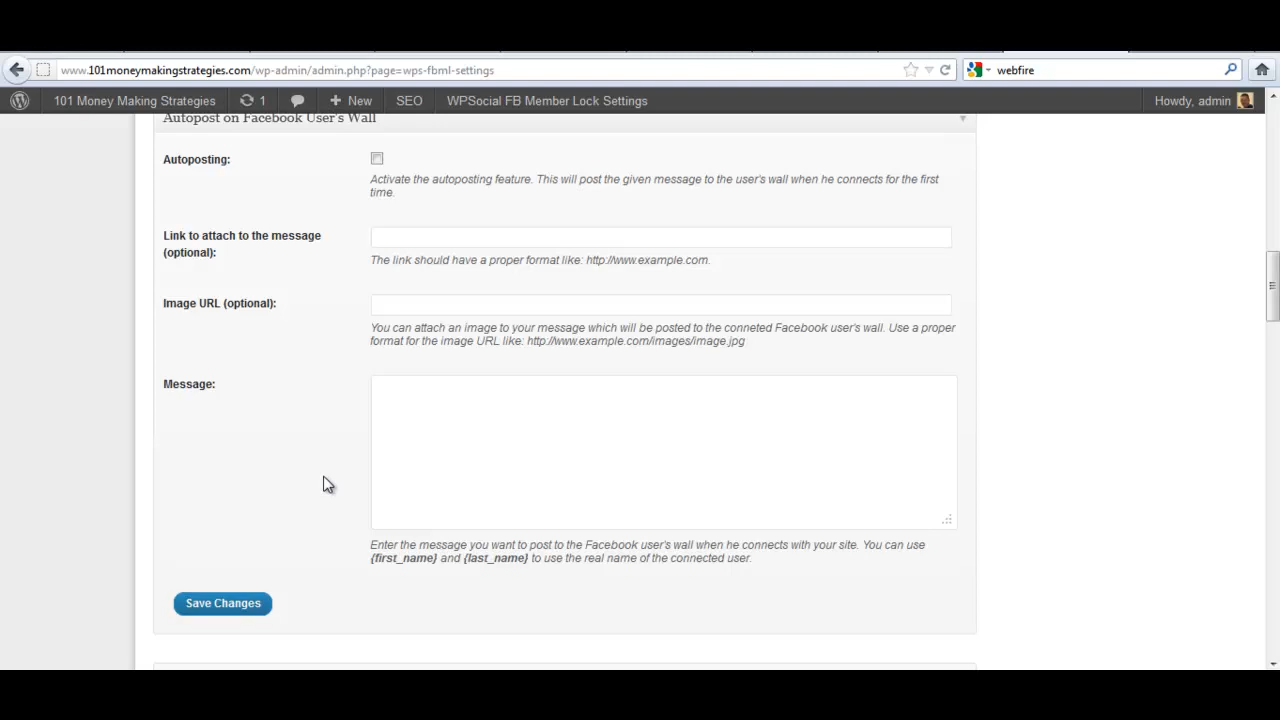 www.101moneymakingstrategies.com/wp-admin/admin.php?page=wps-fbml-settings
webfire
101 Money Making Strategies
1
New
SEO
WPSocial FB Member Lock Settings
Howdy, admin
Autopost on Facebook User's Wall
Autoposting:
Activate the autoposting feature. This will post the given message to the user's wall when he connects for the first
time.
Link to attach to the message
(optional):
The link should have a proper format like: http://www.example.com.
Image URL (optional):
You can attach an image to your message which will be posted to the conneted Facebook user's wall. Use a proper
format for the image URL like: http://www.example.com/images/image.jpg
Message:
Enter the message you want to post to the Facebook user's wall when he connects with your site. You can use
{first_name} and {last_name} to use the real name of the connected user.
Save Changes